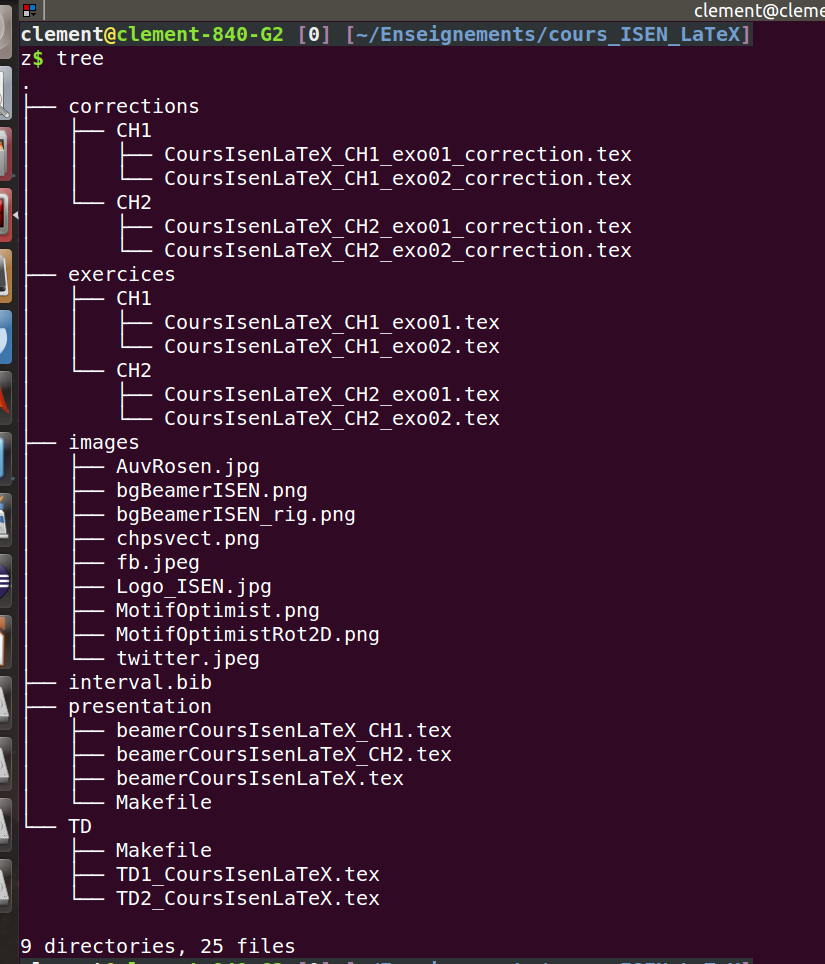 clement@cleme
clement@clement-840-G2 [0] [~/Enseignements/cours_ISEN_LaTeX]
z$ tree
.
├── corrections
│   ├── CH1
│   │   ├── CoursIsenLaTeX_CH1_exo01_correction.tex
│   │   └── CoursIsenLaTeX_CH1_exo02_correction.tex
│   └── CH2
│       ├── CoursIsenLaTeX_CH2_exo01_correction.tex
│       └── CoursIsenLaTeX_CH2_exo02_correction.tex
├── exercices
│   ├── CH1
│   │   ├── CoursIsenLaTeX_CH1_exo01.tex
│   │   └── CoursIsenLaTeX_CH1_exo02.tex
│   └── CH2
│       ├── CoursIsenLaTeX_CH2_exo01.tex
│       └── CoursIsenLaTeX_CH2_exo02.tex
├── images
│   ├── AuvRosen.jpg
│   ├── bgBeamerISEN.png
│   ├── bgBeamerISEN_rig.png
│   ├── chpsvect.png
│   ├── fb.jpeg
│   ├── Logo_ISEN.jpg
│   ├── MotifOptimist.png
│   ├── MotifOptimistRot2D.png
│   └── twitter.jpeg
├── interval.bib
├── presentation
│   ├── beamerCoursIsenLaTeX_CH1.tex
│   ├── beamerCoursIsenLaTeX_CH2.tex
│   ├── beamerCoursIsenLaTeX.tex
│   └── Makefile
└── TD
    ├── Makefile
    ├── TD1_CoursIsenLaTeX.tex
    └── TD2_CoursIsenLaTeX.tex
9 directories, 25 files